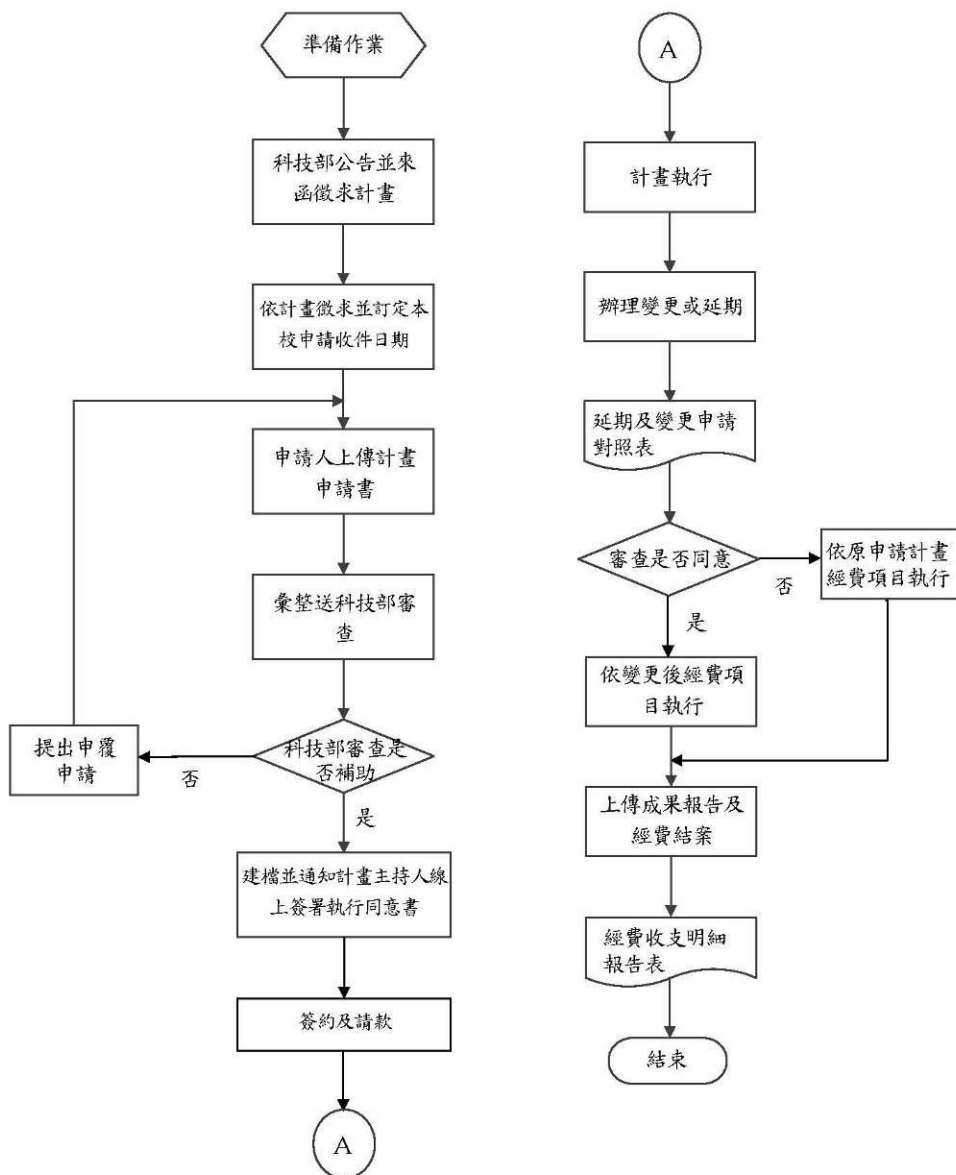 準備作業
科技部公告並來
函徵求計畫
依計畫徵求並訂定本
校申請收件日期
申請人上傳計畫
申請書
彙整送科技部審
查
科技部審查是
否補助
否
提出申覆
申請
是
建檔並通知計畫主持人線
上簽署執行同意書
簽約及請款
A
A
計畫執行
辦理變更或延期
延期及變更申請
對照表
審查是否同意
否
依原申請計畫
經費項目執行
是
依變更後經費項
目執行
上傳成果報告及
經費結案
經費收支明細
報告表
結束